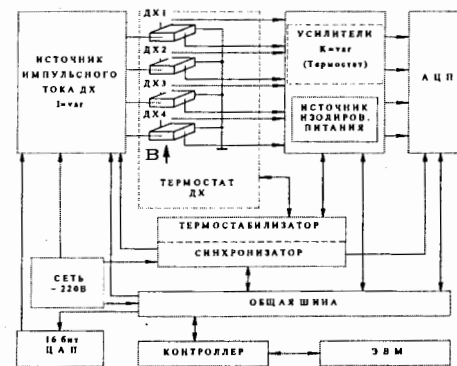 ИСТОЧНИК
ИМПУЛЬСНОГО
ТОКА ДХ
I=var
ДХ1
ДХ2
ДХ3
ДХ4
B
ТЕРМОСТАТ
ДХ
УСИЛИТЕЛИ
K=var
(Термостат)
ИСТОЧНИК
ИЗОЛИРОВ.
ПИТАНИЯ
АЦП
ТЕРМОСТАБИЛИЗАТОР
СИНХРОНИЗАТОР
СЕТЬ
~220В
ОБЩАЯ ШИНА
16 бит
ЦАП
КОНТРОЛЛЕР
ЭВМ